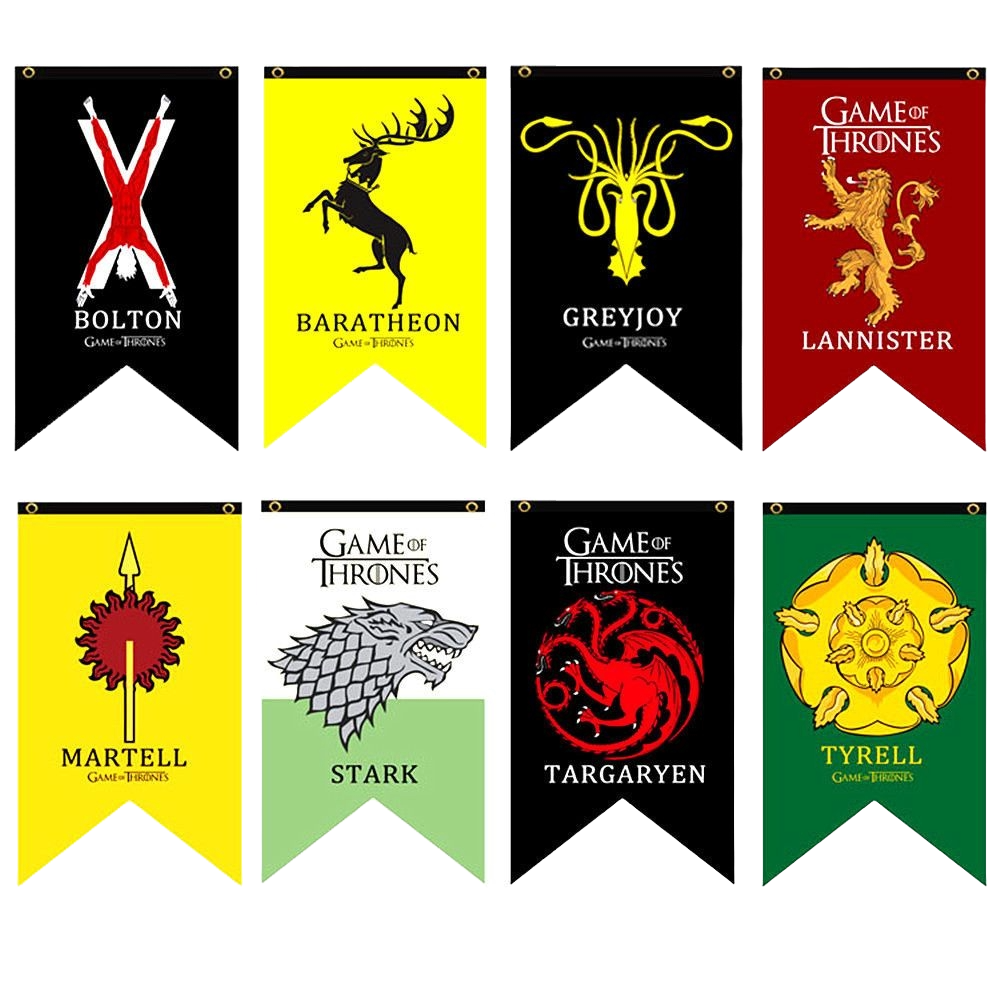 BOLTON
GAME OF THRONES
BARATHEON
GAME OF THRONES
GREYJOY
GAME OF THRONES
GAME OF
THRONES
LANNISTER
MARTELL
GAME OF THRONES
GAME OF
THRONES
STARK
GAME OF
THRONES
TARGARYEN
TYRELL
GAME OF THRONES